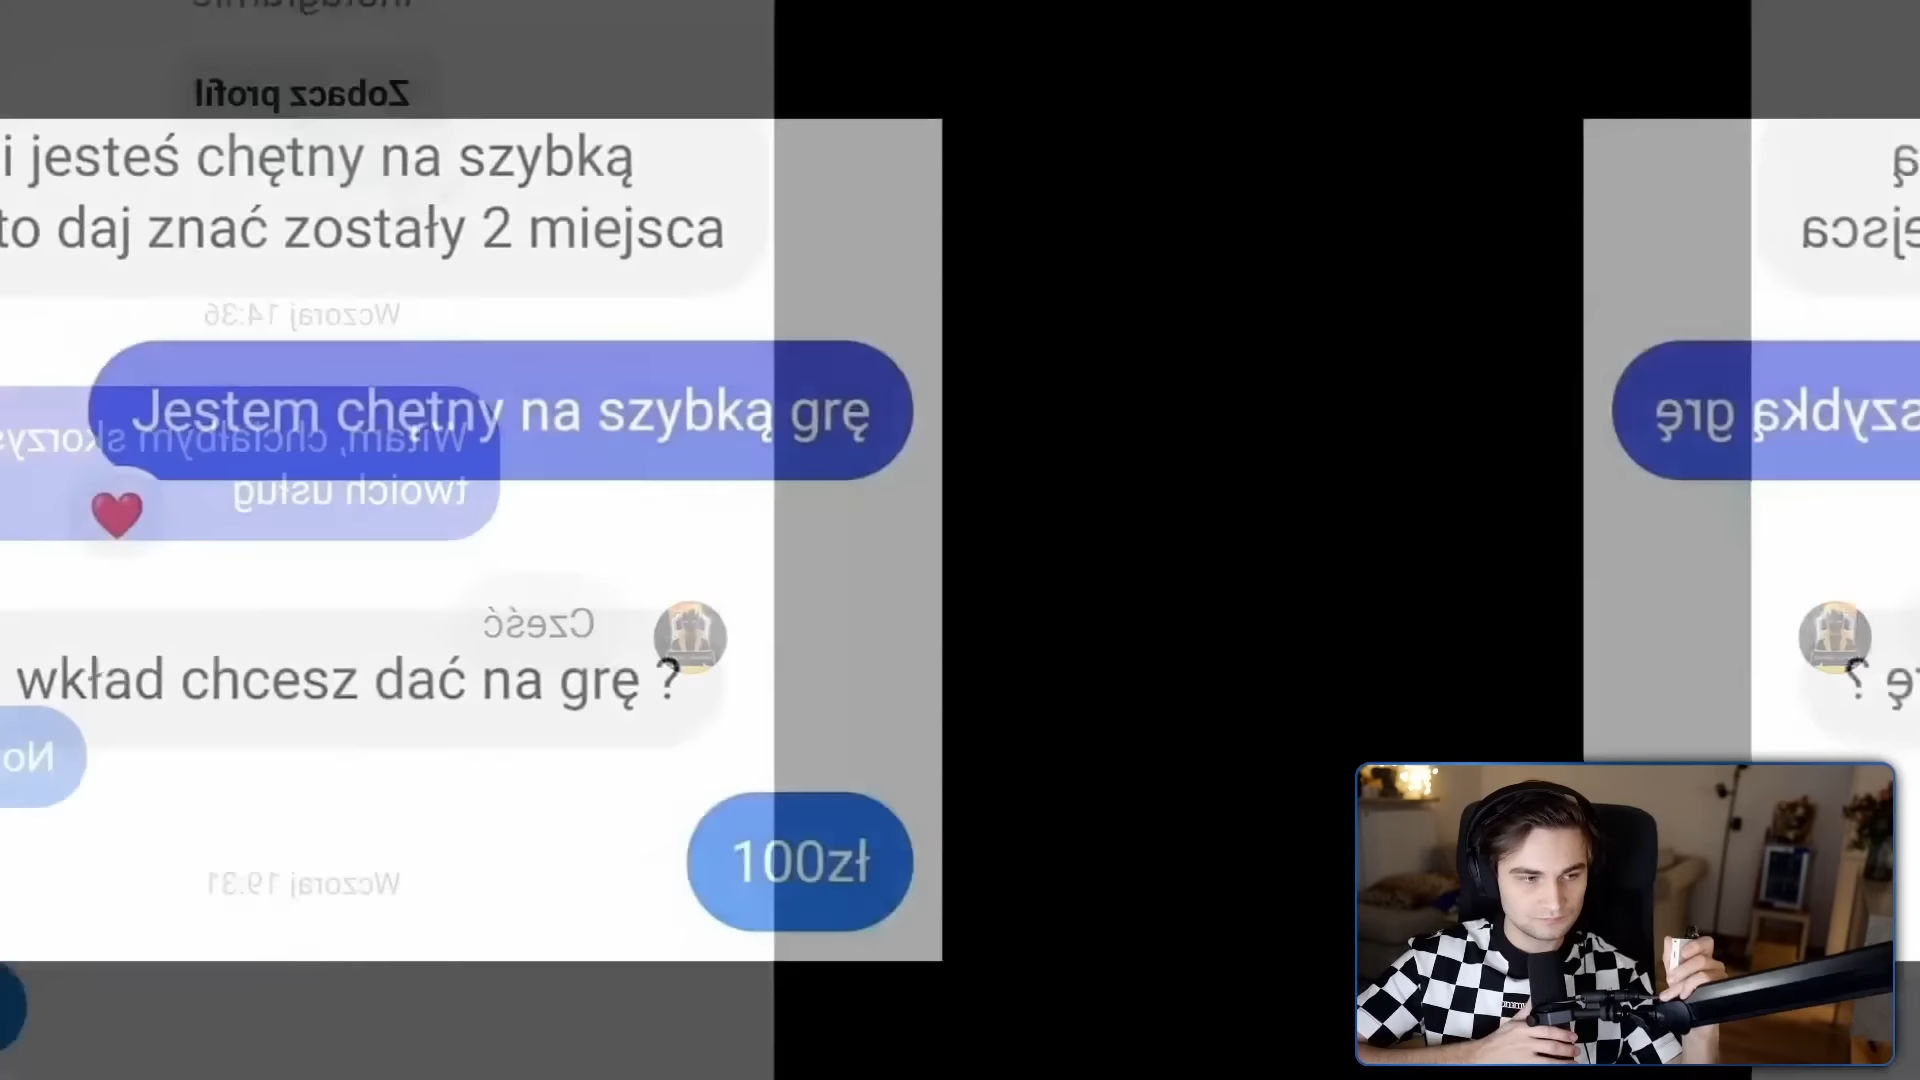 Zobacz profil
i jesteś chętny na szybką
to daj znać zostały 2 miejsca
Wczoraj 14:36
Jestem chętny na szybką grę
Witam, chciałbym skorzys
twoich usług
Cześć
wkład chcesz dać na grę ?
No
100zł
Wczoraj 19:31
ą
ejsca
szybką grę
rę ?